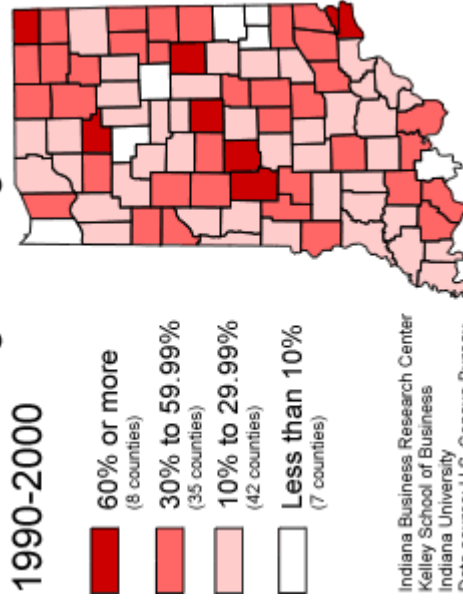 1990-2000
60% or more
(8 counties)
30% to 59.99%
(35 counties)
10% to 29.99%
(42 counties)
Less than 10%
(7 counties)
Indiana Business Research Center
Kelley School of Business
Indiana University